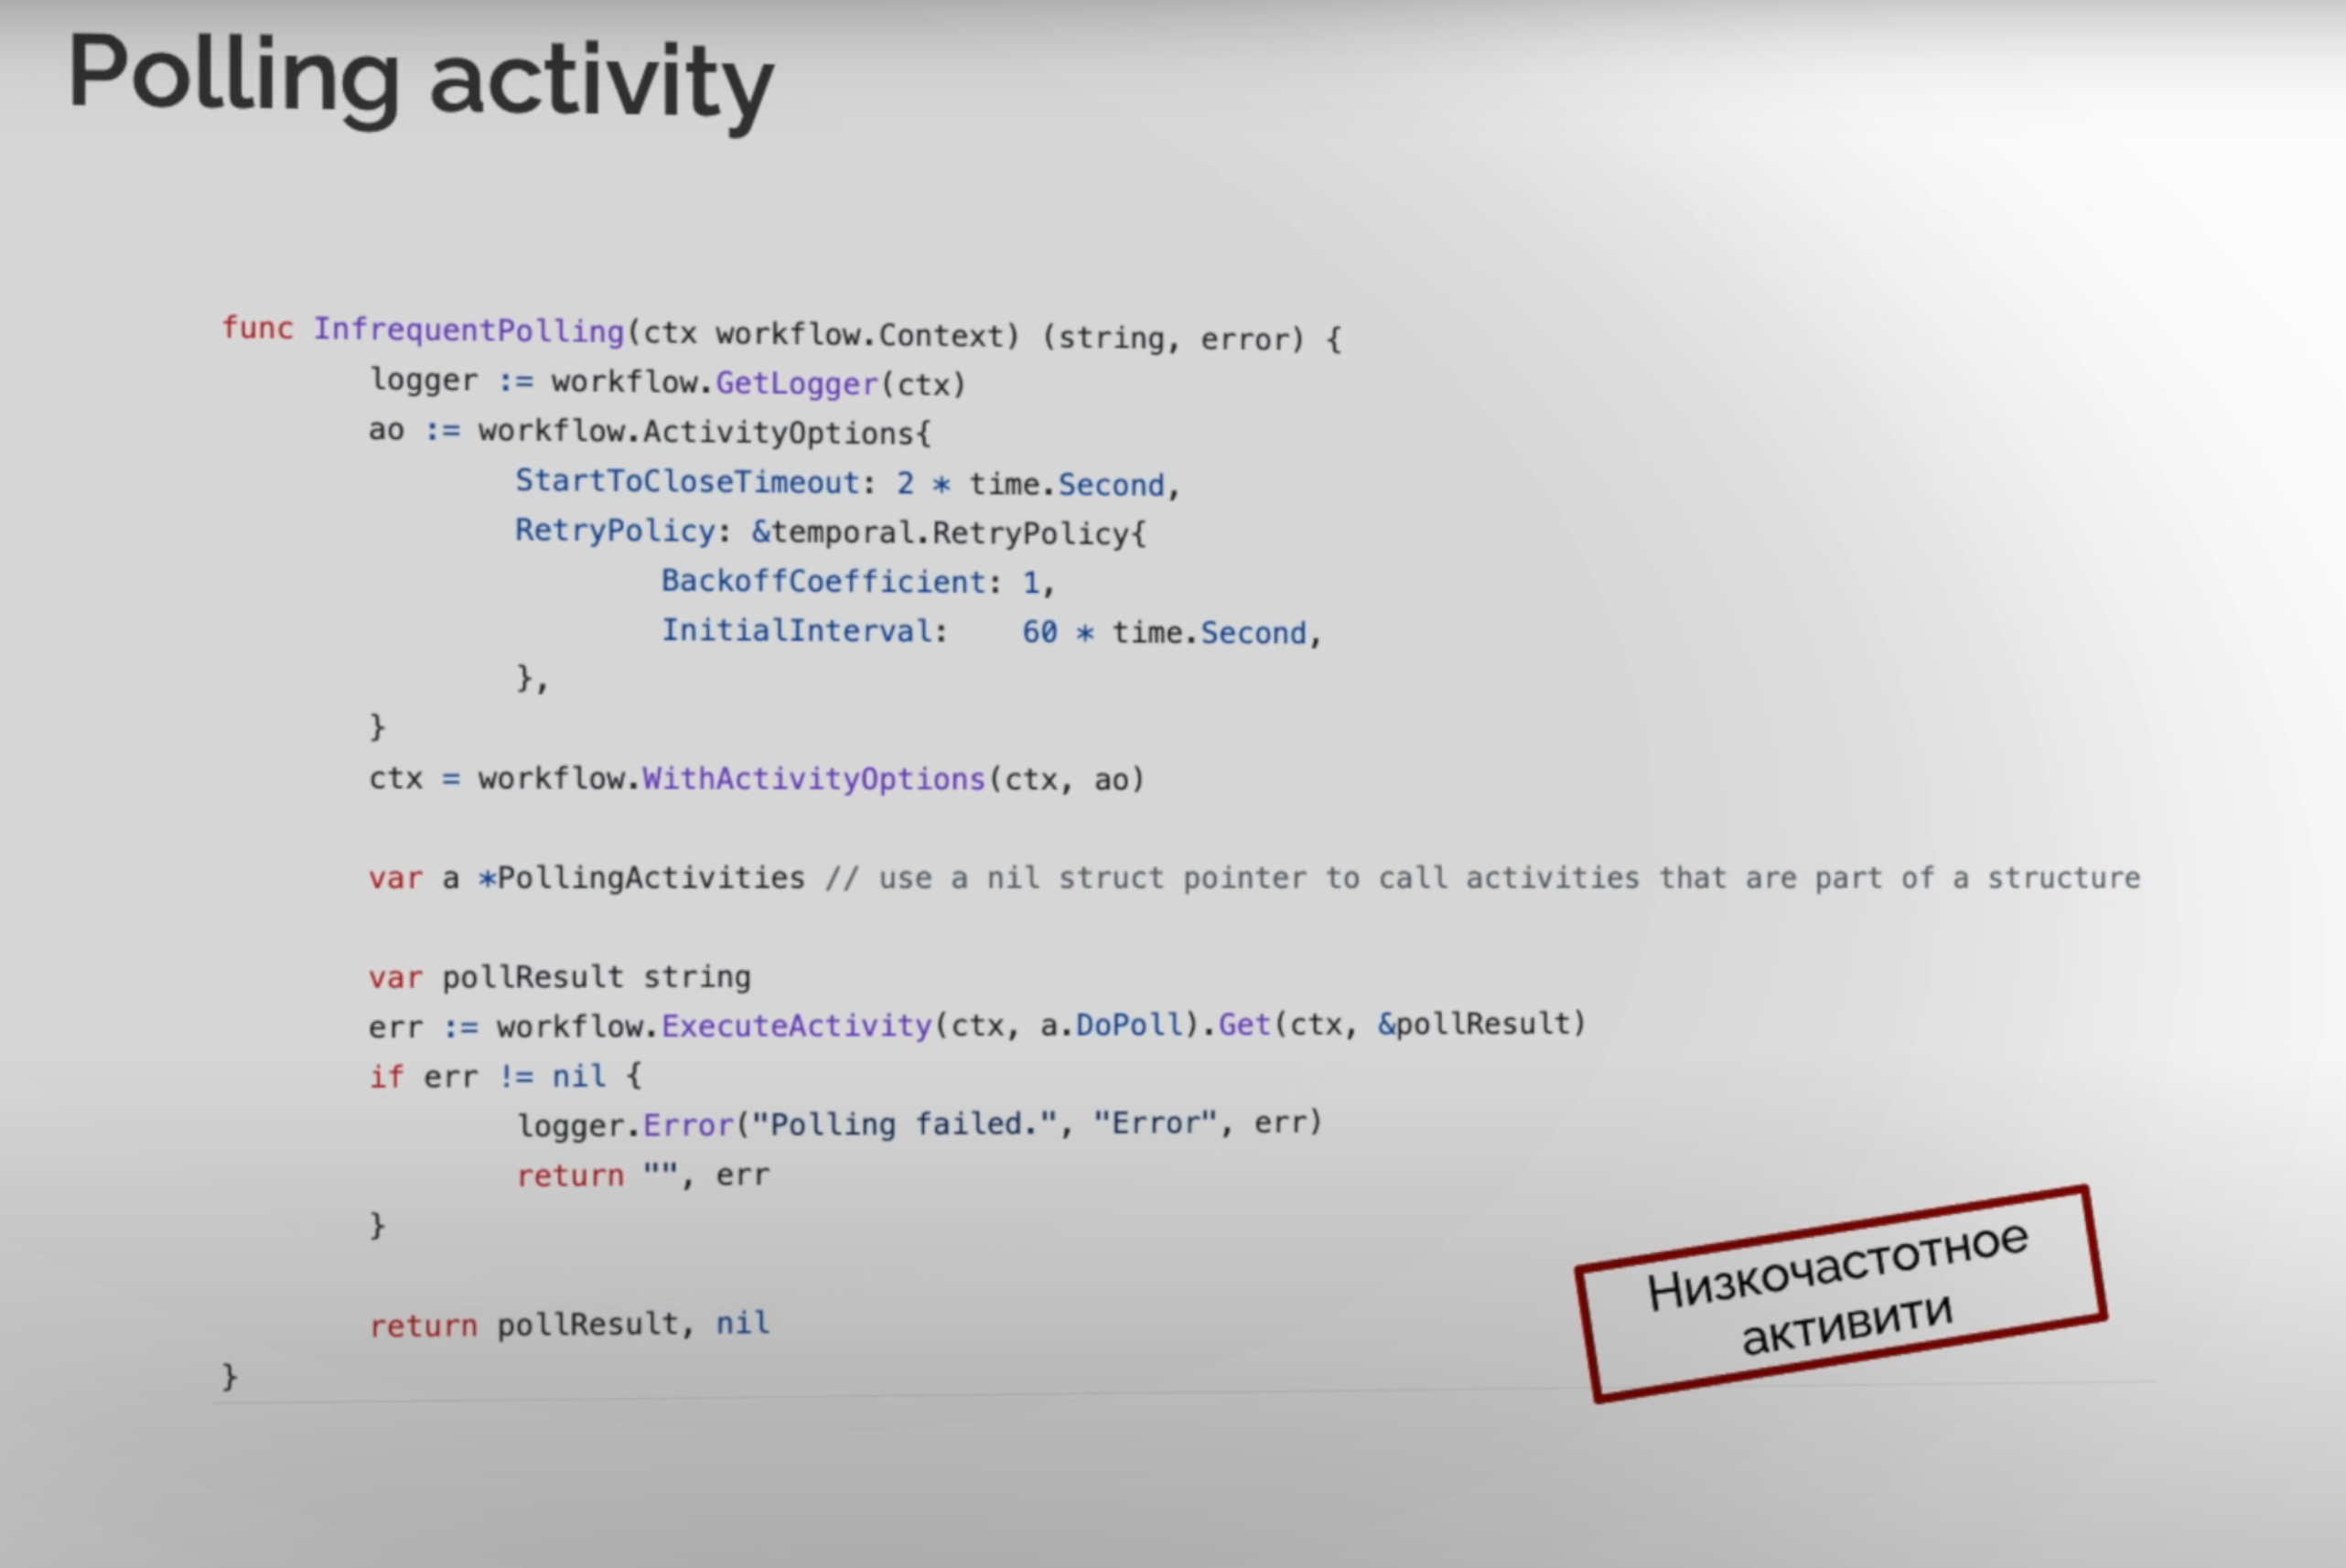 Polling activity
func InfrequentPolling(ctx workflow.Context) (string, error) {
logger := workflow.GetLogger(ctx)
ao := workflow.ActivityOptions{
StartToCloseTimeout: 2 * time.Second,
RetryPolicy: &temporal.RetryPolicy{
BackoffCoefficient: 1,
InitialInterval:    60 * time.Second,
},
}
ctx = workflow.WithActivityOptions(ctx, ao)
var a *PollingActivities // use a nil struct pointer to call activities that are part of a structure
var pollResult string
err := workflow.ExecuteActivity(ctx, a.DoPoll).Get(ctx, &pollResult)
if err != nil {
logger.Error("Polling failed.", "Error", err)
return "", err
}
return pollResult, nil
}
Низкочастотное
активити